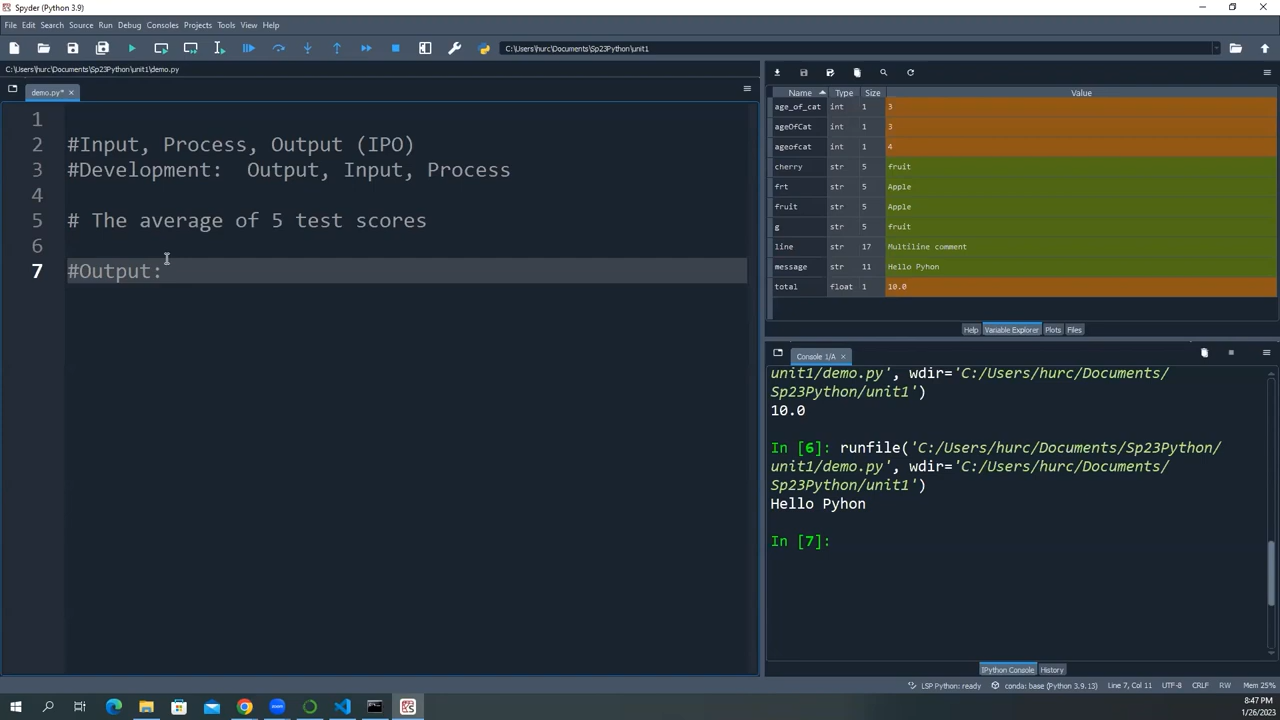 Spyder (Python 3.9)
File Edit Search Source Run Debug Consoles Projects Tools View Help
C:\Users\hurc\Documents\Sp23Python\unit1
C:\Users\hurc\Documents\Sp23Python\unit1\demo.py
demo.py*
1
2 #Input, Process, Output (IPO)
3 #Development:  Output, Input, Process
4
5 # The average of 5 test scores
6
7 #Output:
Name Type Size Value
age_of_cat int 1 3
ageOfCat int 1 3
ageofcat int 1 4
cherry str 5 fruit
frt str 5 Apple
fruit str 5 Apple
g str 5 fruit
line str 17 Multiline comment
message str 11 Hello Pyhon
total float 1 10.0
Help Variable Explorer Plots Files
Console 1/A
unit1/demo.py', wdir='C:/Users/hurc/Documents/
Sp23Python/unit1')
10.0
In [6]: runfile('C:/Users/hurc/Documents/Sp23Python/
unit1/demo.py', wdir='C:/Users/hurc/Documents/
Sp23Python/unit1')
Hello Pyhon
In [7]:
IPython Console History
LSP Python: ready conda: base (Python 3.9.13) Line 7, Col 11 UTF-8 CRLF RW Mem 25%
8:47 PM
1/26/2023